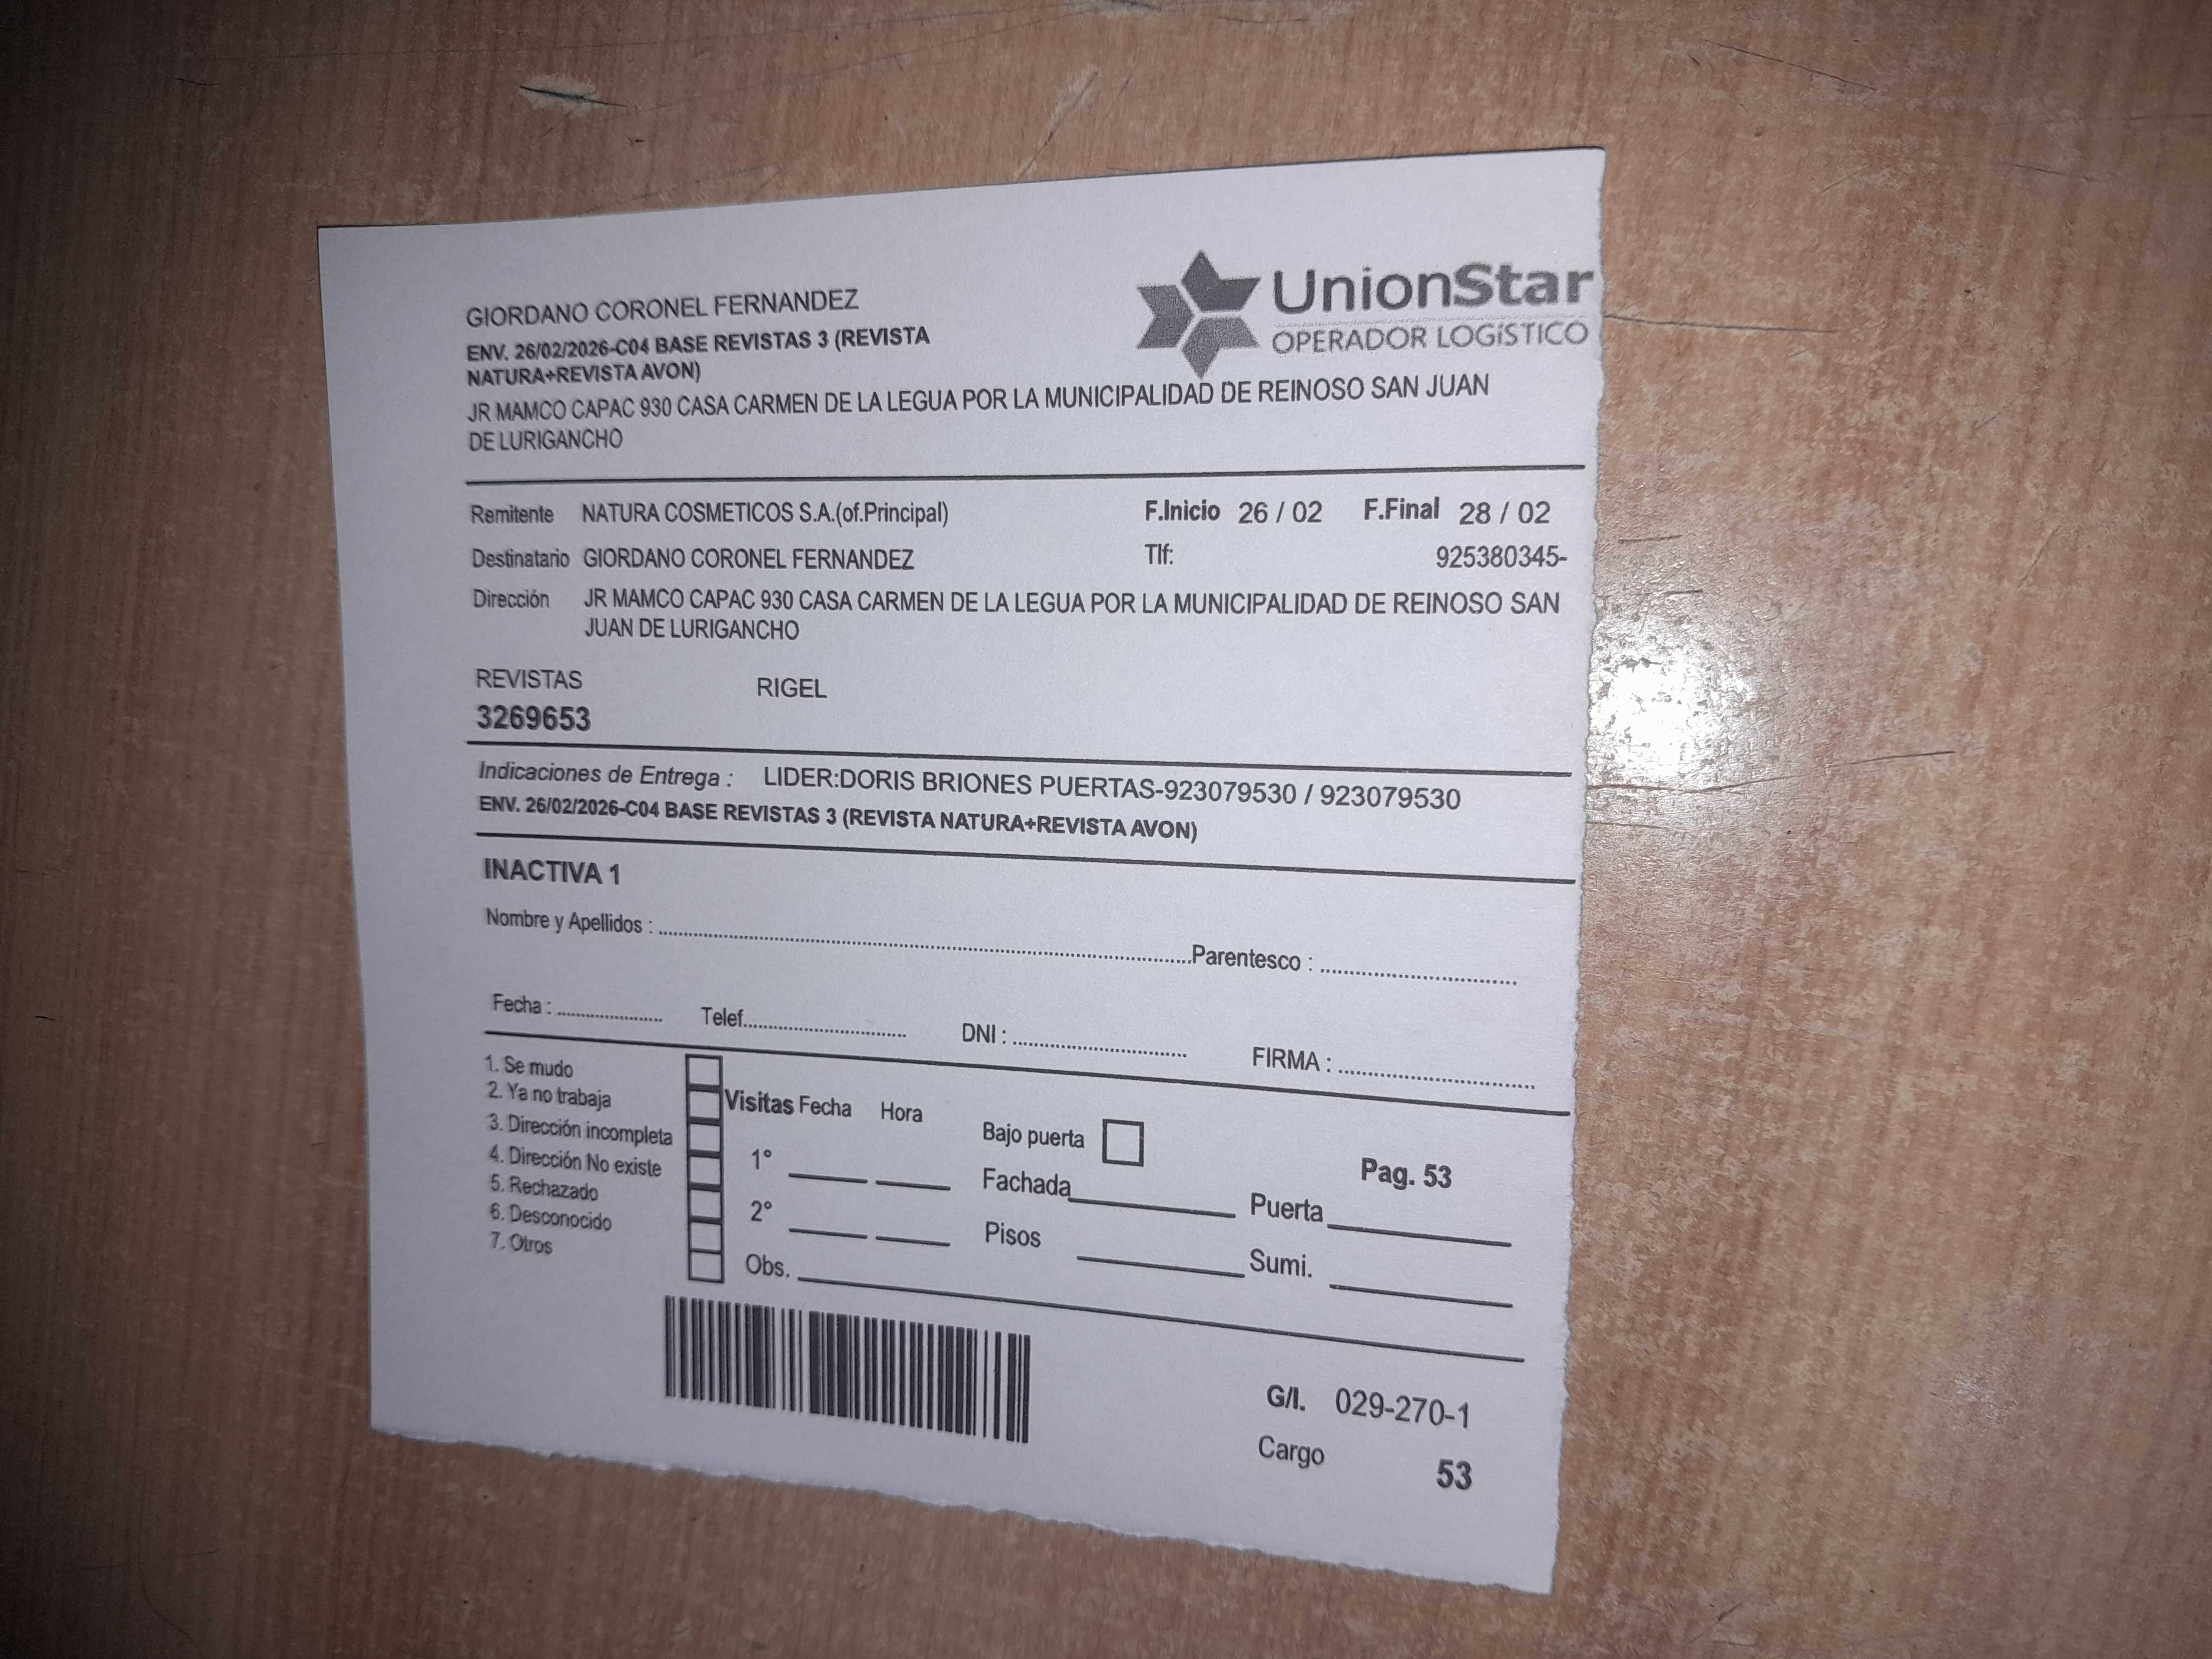 GIORDANO CORONEL FERNANDEZ
UnionStar
OPERADOR LOGÍSTICO
ENV. 26/02/2026-C04 BASE REVISTAS 3 (REVISTA
NATURA+REVISTA AVON)
JR MAMCO CAPAC 930 CASA CARMEN DE LA LEGUA POR LA MUNICIPALIDAD DE REINOSO SAN JUAN
DE LURIGANCHO
Remitente NATURA COSMETICOS S.A.(of.Principal) F.Inicio 26 / 02 F.Final 28 / 02
Destinatario GIORDANO CORONEL FERNANDEZ Tlf: 925380345-
Dirección JR MAMCO CAPAC 930 CASA CARMEN DE LA LEGUA POR LA MUNICIPALIDAD DE REINOSO SAN
JUAN DE LURIGANCHO
REVISTAS RIGEL
3269653
Indicaciones de Entrega : LIDER:DORIS BRIONES PUERTAS-923079530 / 923079530
ENV. 26/02/2026-C04 BASE REVISTAS 3 (REVISTA NATURA+REVISTA AVON)
INACTIVA 1
Nombre y Apellidos : Parentesco :
Fecha : Telef. DNI : FIRMA :
1. Se mudo
2. Ya no trabaja
3. Dirección incompleta
4. Dirección No existe
5. Rechazado
6. Desconocido
7. Otros
Visitas Fecha Hora
1°
2°
Obs.
Bajo puerta
Fachada
Pisos
Pag. 53
Puerta
Sumi.
G/I. 029-270-1
Cargo 53